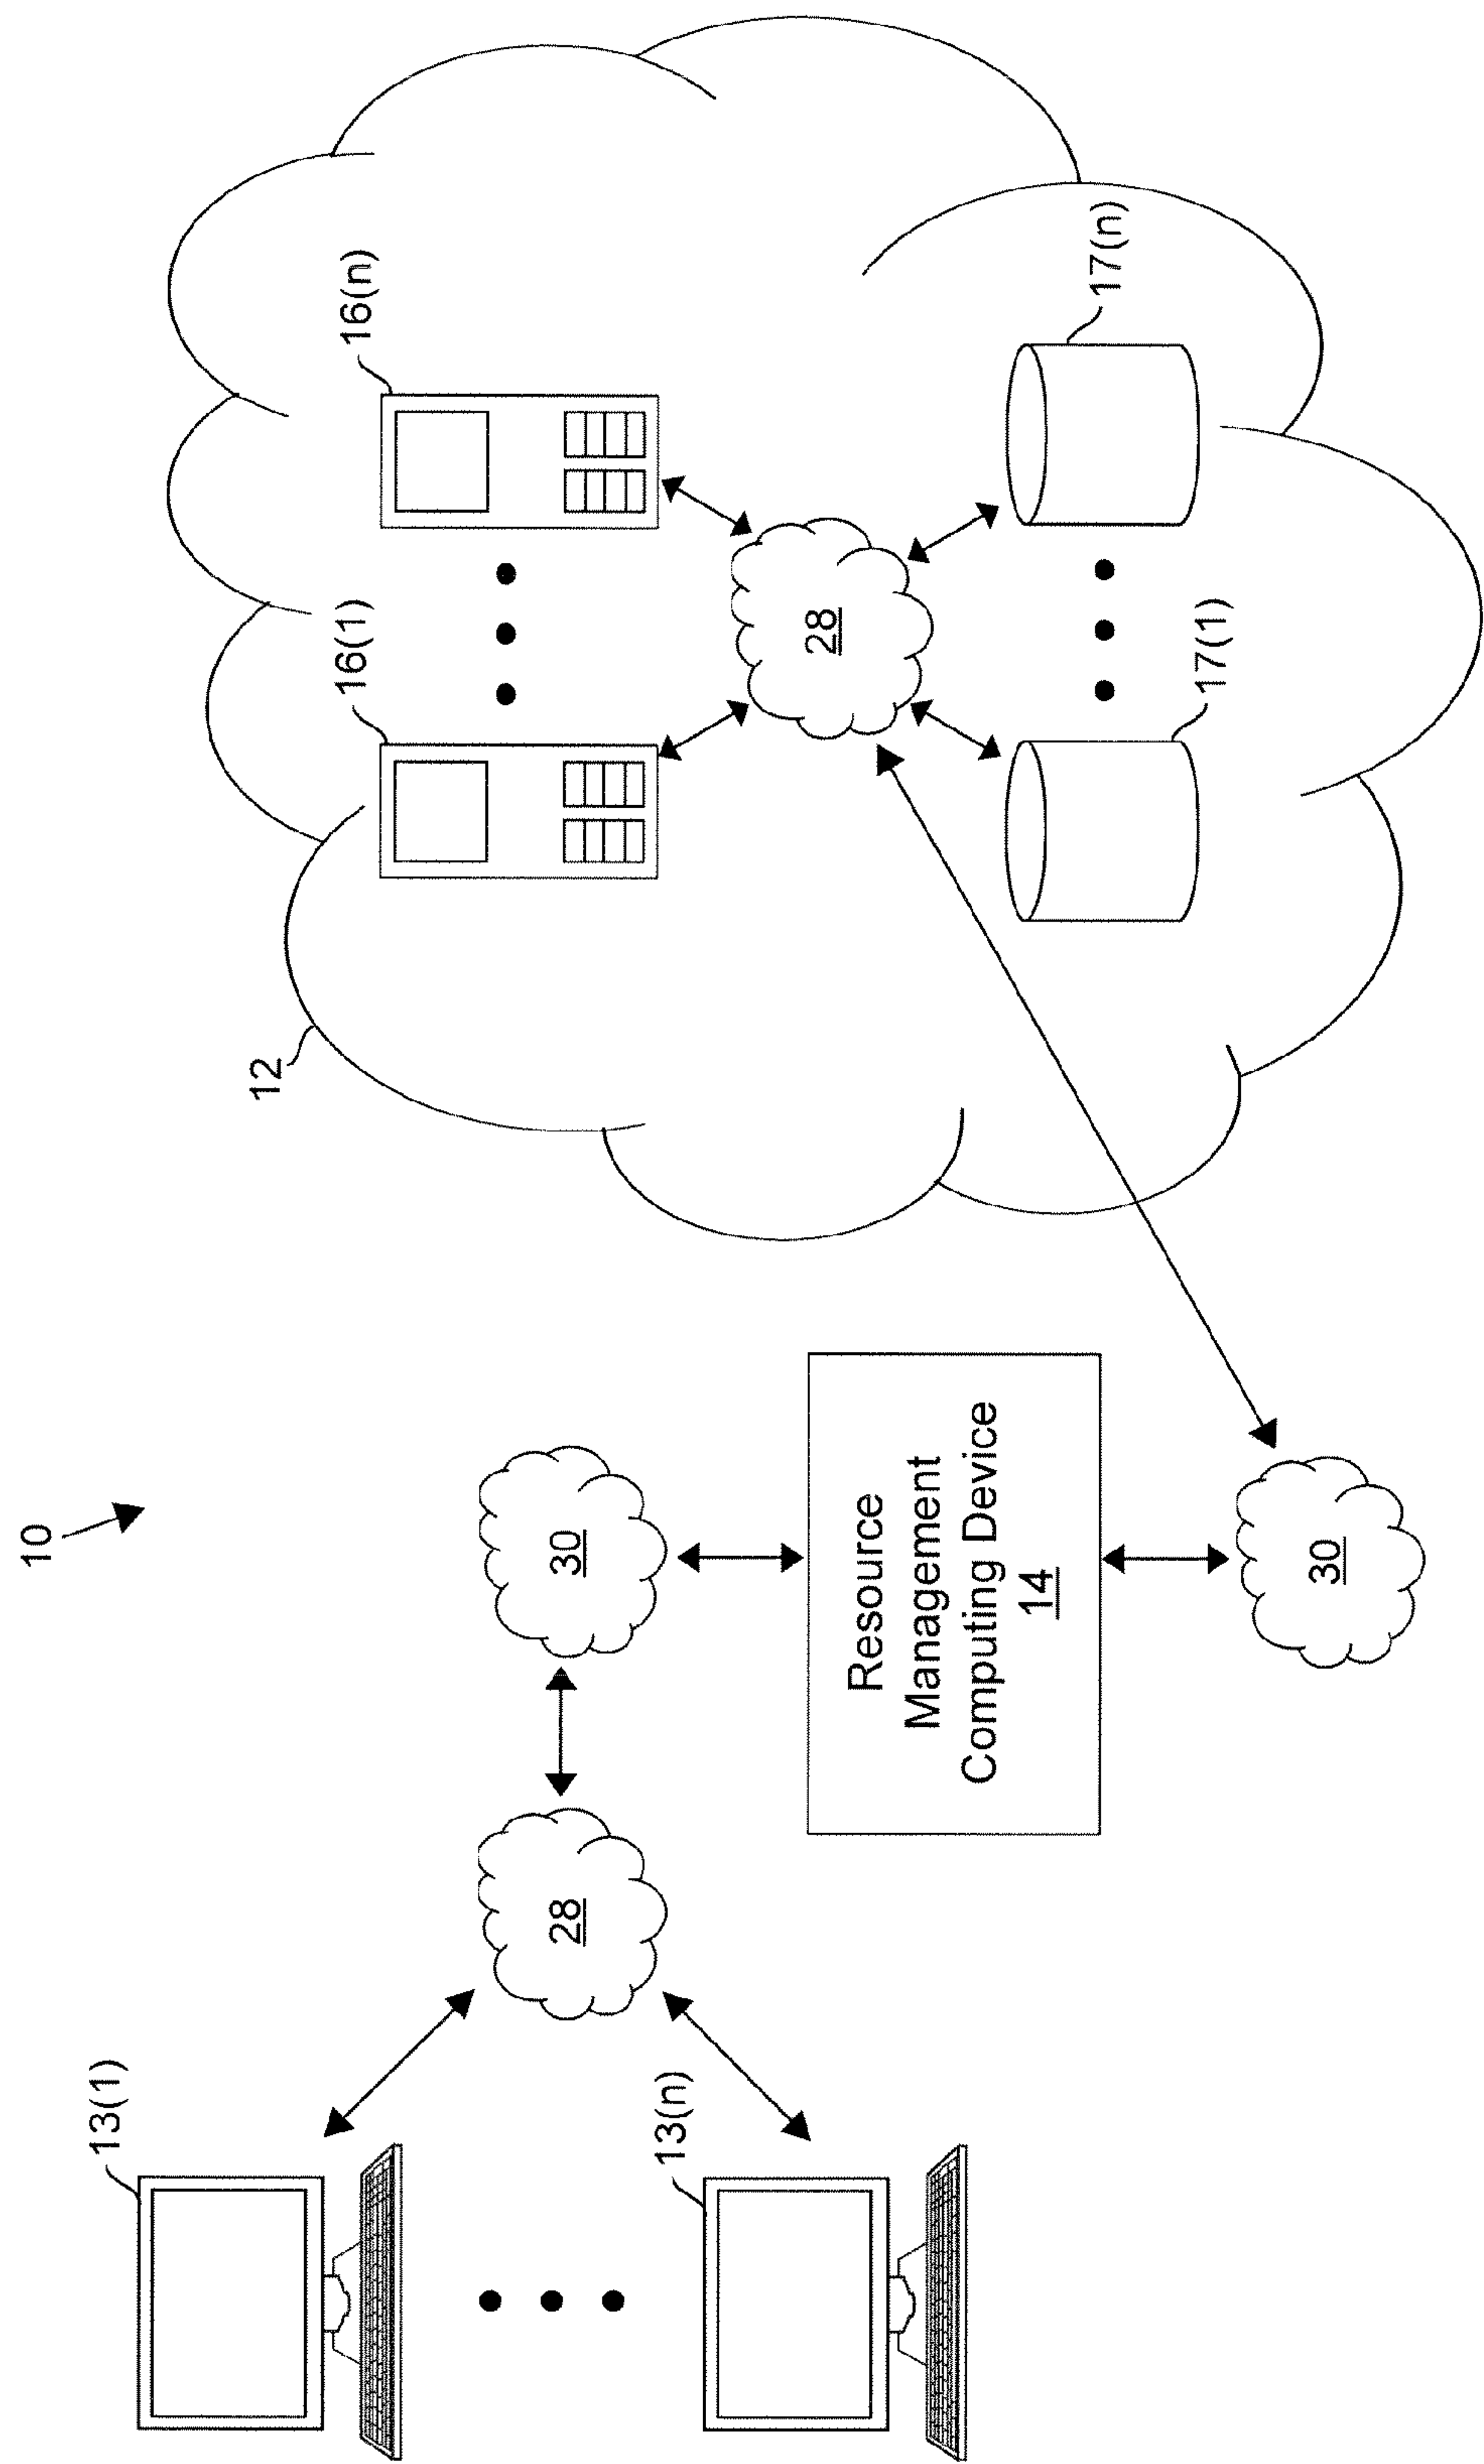 10
12
16(1)
16(n)
28
17(1)
17(n)
13(1)
13(n)
28
30
Resource
Management
Computing Device
14
30